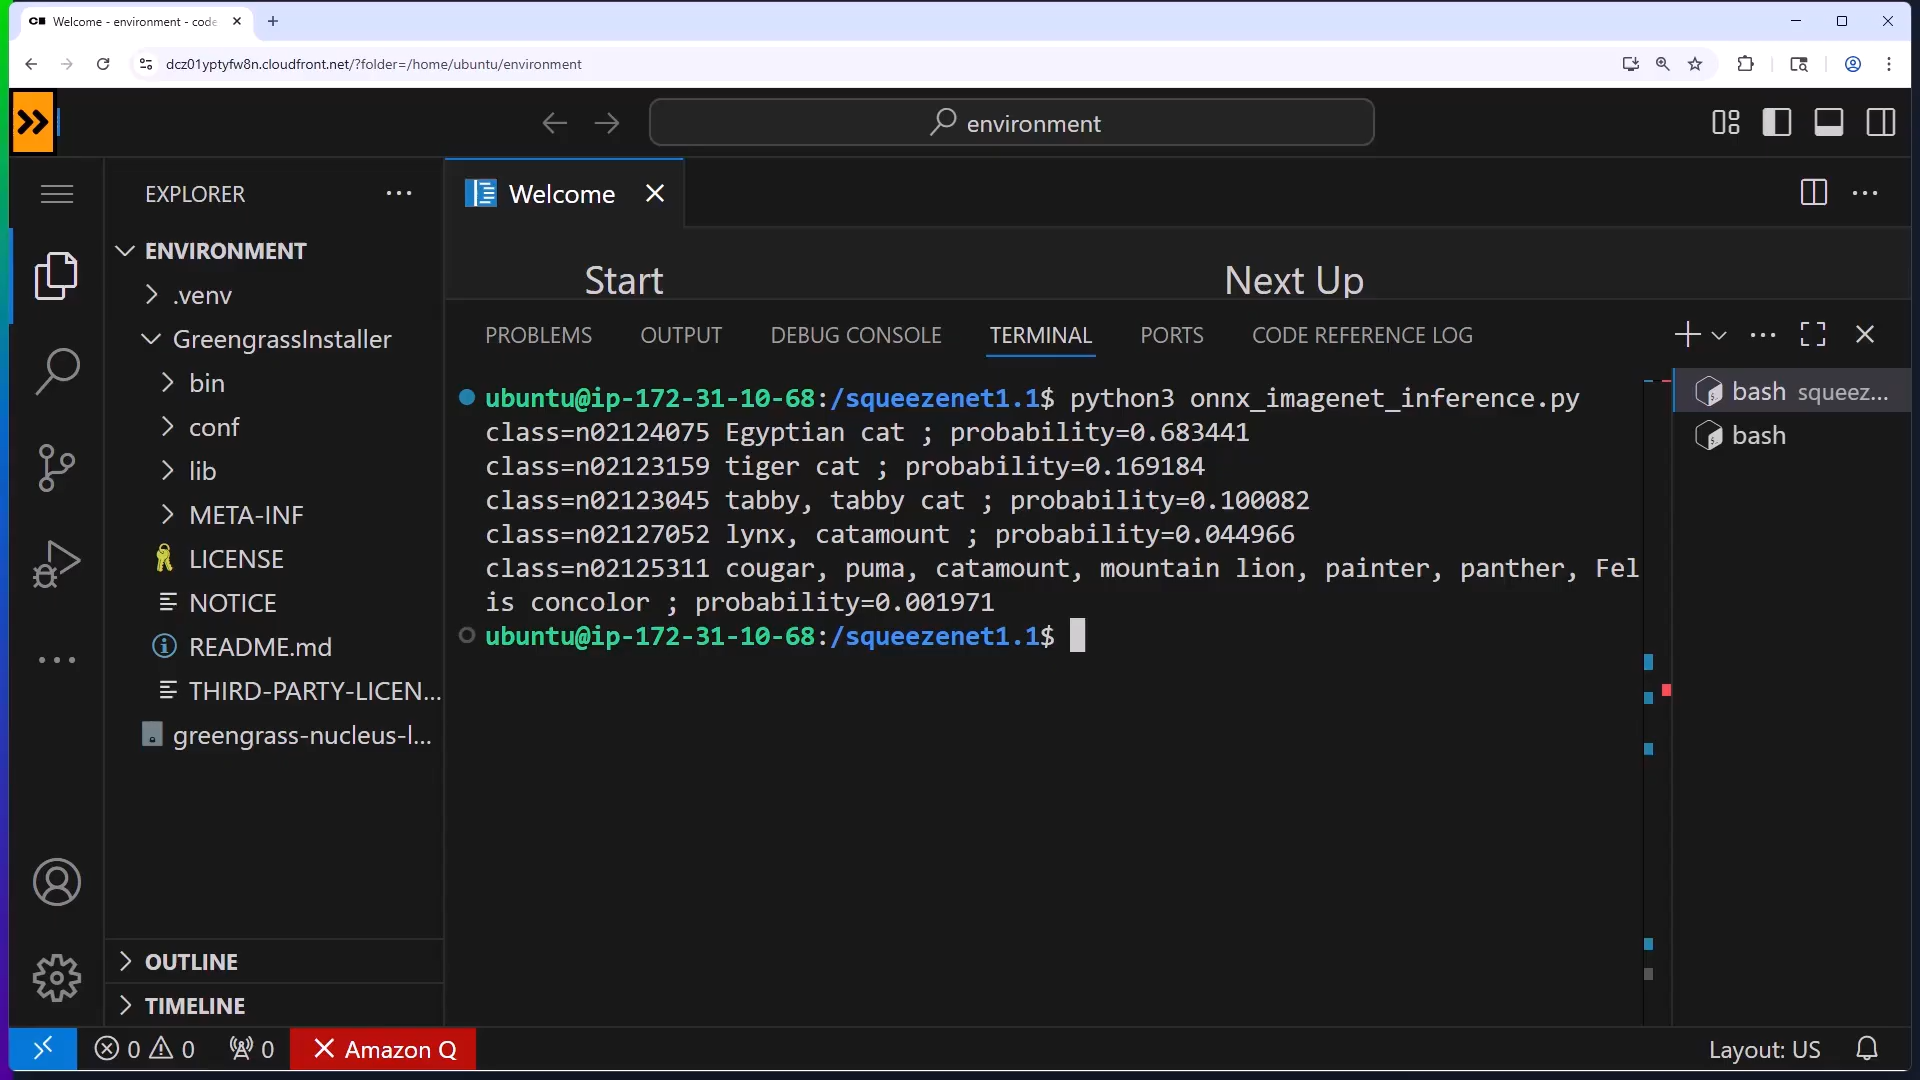 Welcome - environment - code
dcz01yptyfw8n.cloudfront.net/?folder=/home/ubuntu/environment
environment
EXPLORER
ENVIRONMENT
.venv
GreengrassInstaller
bin
conf
lib
META-INF
LICENSE
NOTICE
README.md
THIRD-PARTY-LICEN...
greengrass-nucleus-l...
OUTLINE
TIMELINE
Welcome
Start
Next Up
PROBLEMS OUTPUT DEBUG CONSOLE TERMINAL PORTS CODE REFERENCE LOG
ubuntu@ip-172-31-10-68:/squeezenet1.1$ python3 onnx_imagenet_inference.py
class=n02124075 Egyptian cat ; probability=0.683441
class=n02123159 tiger cat ; probability=0.169184
class=n02123045 tabby, tabby cat ; probability=0.100082
class=n02127052 lynx, catamount ; probability=0.044966
class=n02125311 cougar, puma, catamount, mountain lion, painter, panther, Fel
is concolor ; probability=0.001971
ubuntu@ip-172-31-10-68:/squeezenet1.1$
bash squeez...
bash
0 0 0 Amazon Q
Layout: US